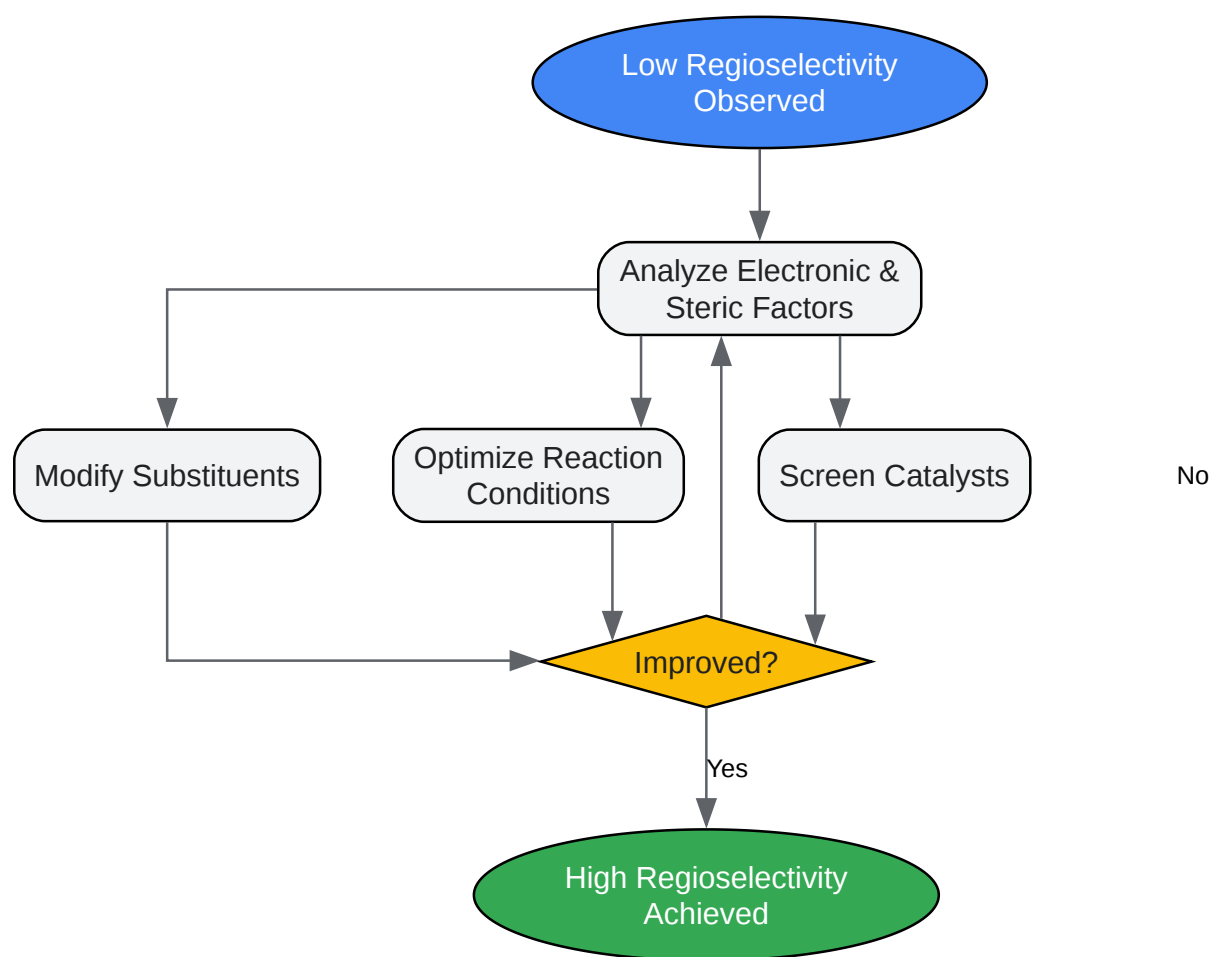 Low Regioselectivity
Observed
Analyze Electronic &
Steric Factors
Modify Substituents
Optimize Reaction
Conditions
Screen Catalysts
No
Improved?
Yes
High Regioselectivity
Achieved